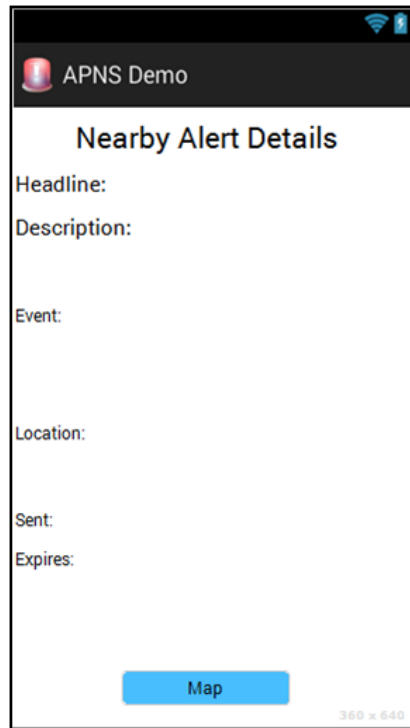 APNS Demo
Nearby Alert Details
Headline:
Description:
Event:
Location:
Sent:
Expires:
Map
360 x 640